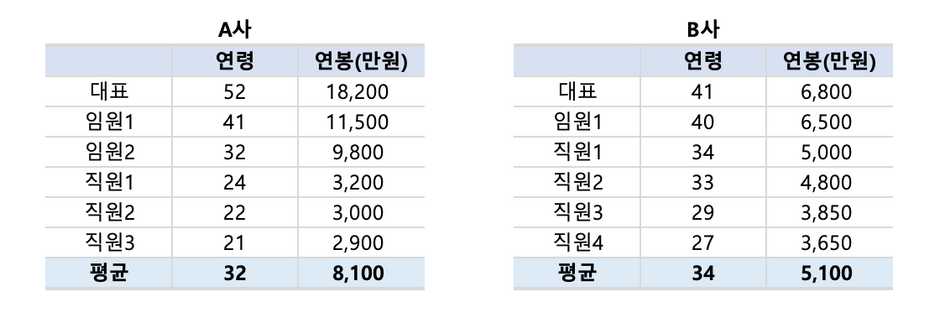 A사
연령 연봉(만원)
대표 52 18,200
임원1 41 11,500
임원2 32 9,800
직원1 24 3,200
직원2 22 3,000
직원3 21 2,900
평균 32 8,100
B사
연령 연봉(만원)
대표 41 6,800
임원1 40 6,500
직원1 34 5,000
직원2 33 4,800
직원3 29 3,850
직원4 27 3,650
평균 34 5,100